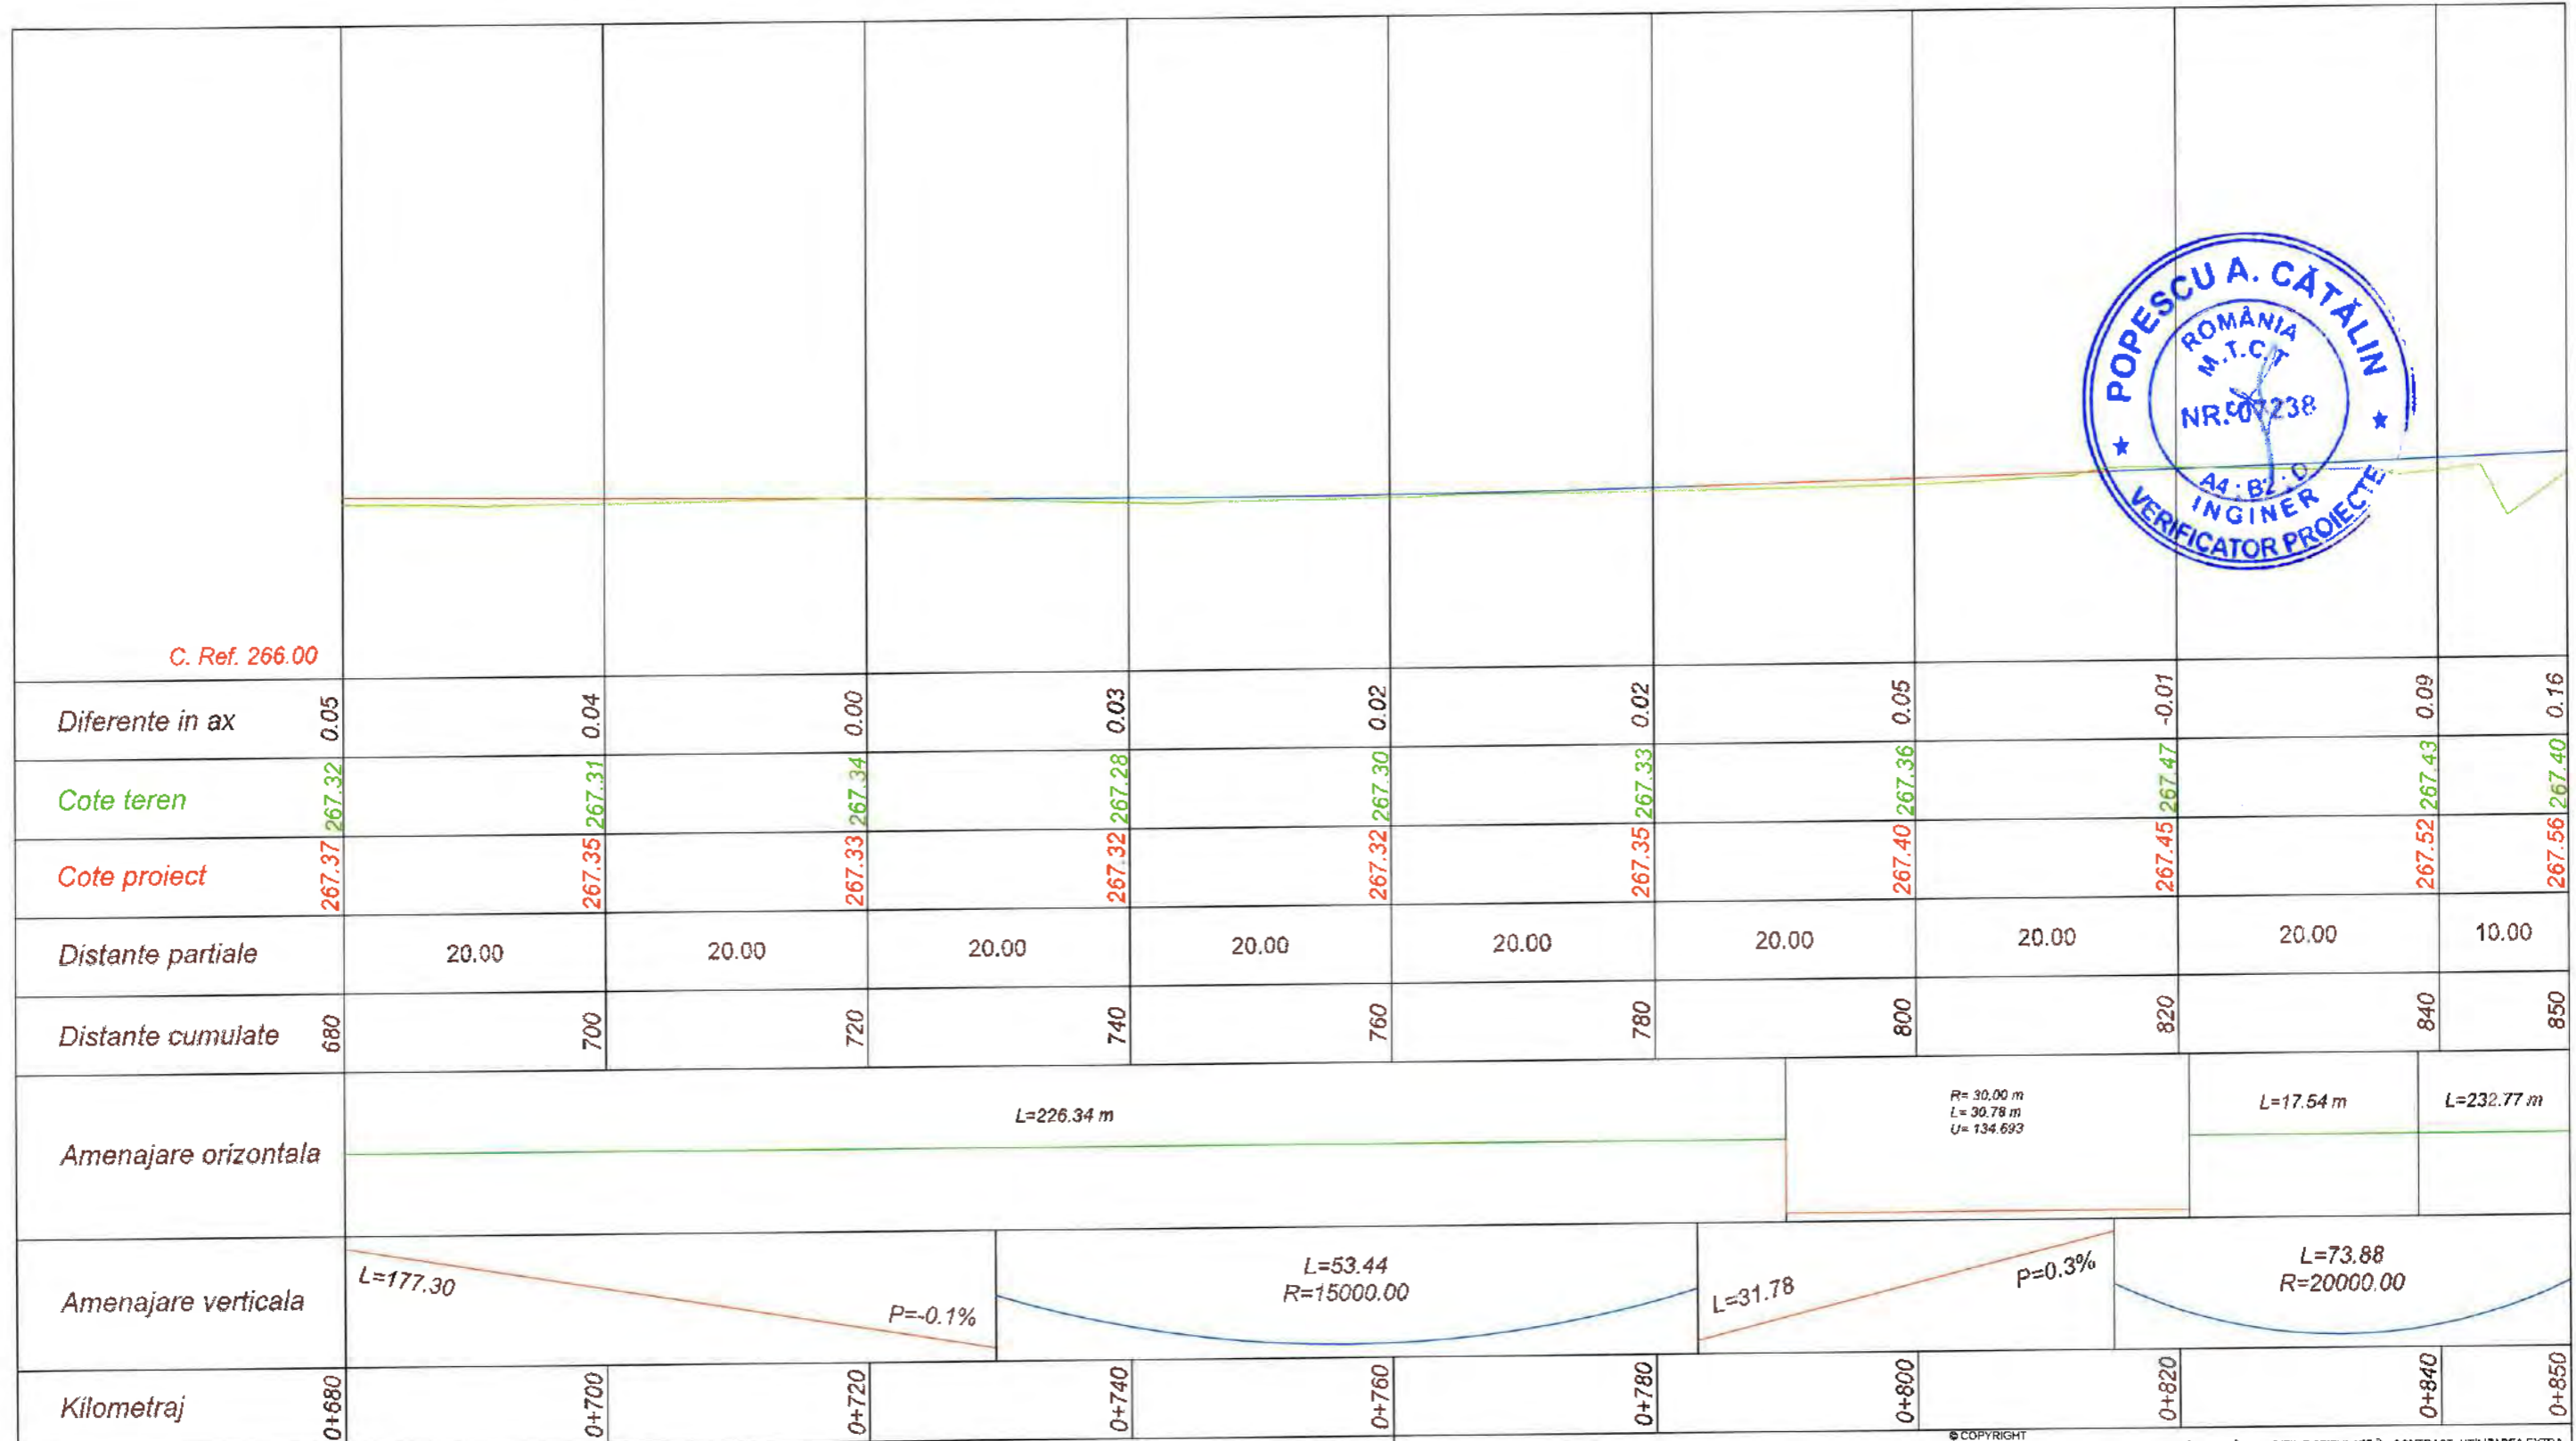 POPESCU A. CĂTĂLIN
ROMÂNIA
M.T.C.T
NR. 07238
A4 · B2 · D
INGINER
VERIFICATOR PROIECTE
C. Ref. 266.00
Diferente in ax 0.05 0.04 0.00 0.03 0.02 0.02 0.05 -0.01 0.09 0.16
Cote teren 267.32 267.31 267.34 267.28 267.30 267.33 267.36 267.47 267.43 267.40
Cote proiect 267.37 267.35 267.33 267.32 267.32 267.35 267.40 267.45 267.52 267.56
Distante partiale 20.00 20.00 20.00 20.00 20.00 20.00 20.00 20.00 10.00
Distante cumulate 680 700 720 740 760 780 800 820 840 850
Amenajare orizontala
L=226.34 m
R= 30.00 m
L= 30.78 m
U= 134.693
L=17.54 m
L=232.77 m
Amenajare verticala
L=177.30
P=-0.1%
L=53.44
R=15000.00
L=31.78
P=0.3%
L=73.88
R=20000.00
Kilometraj 0+680 0+700 0+720 0+740 0+760 0+780 0+800 0+820 0+840 0+850
© COPYRIGHT